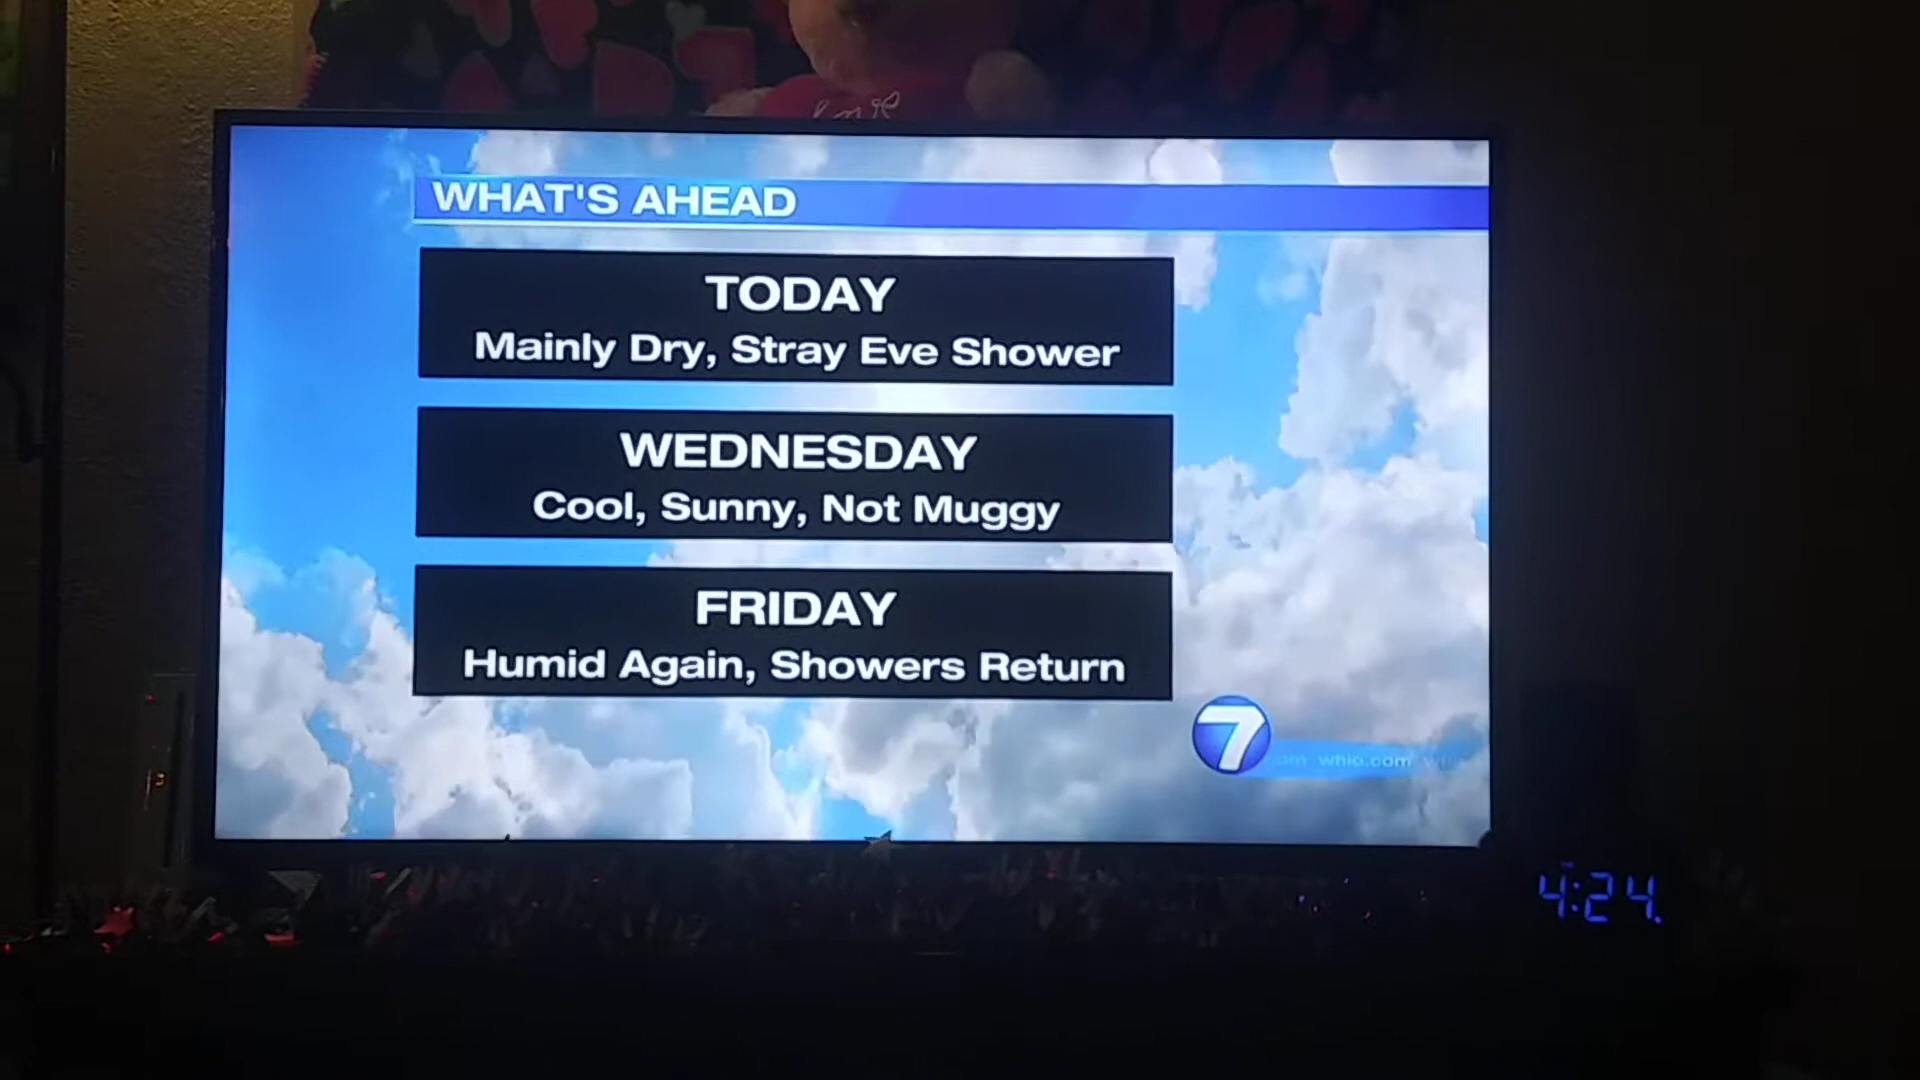 Love
WHAT'S AHEAD
TODAY
Mainly Dry, Stray Eve Shower
WEDNESDAY
Cool, Sunny, Not Muggy
FRIDAY
Humid Again, Showers Return
7
whio.com
4:24